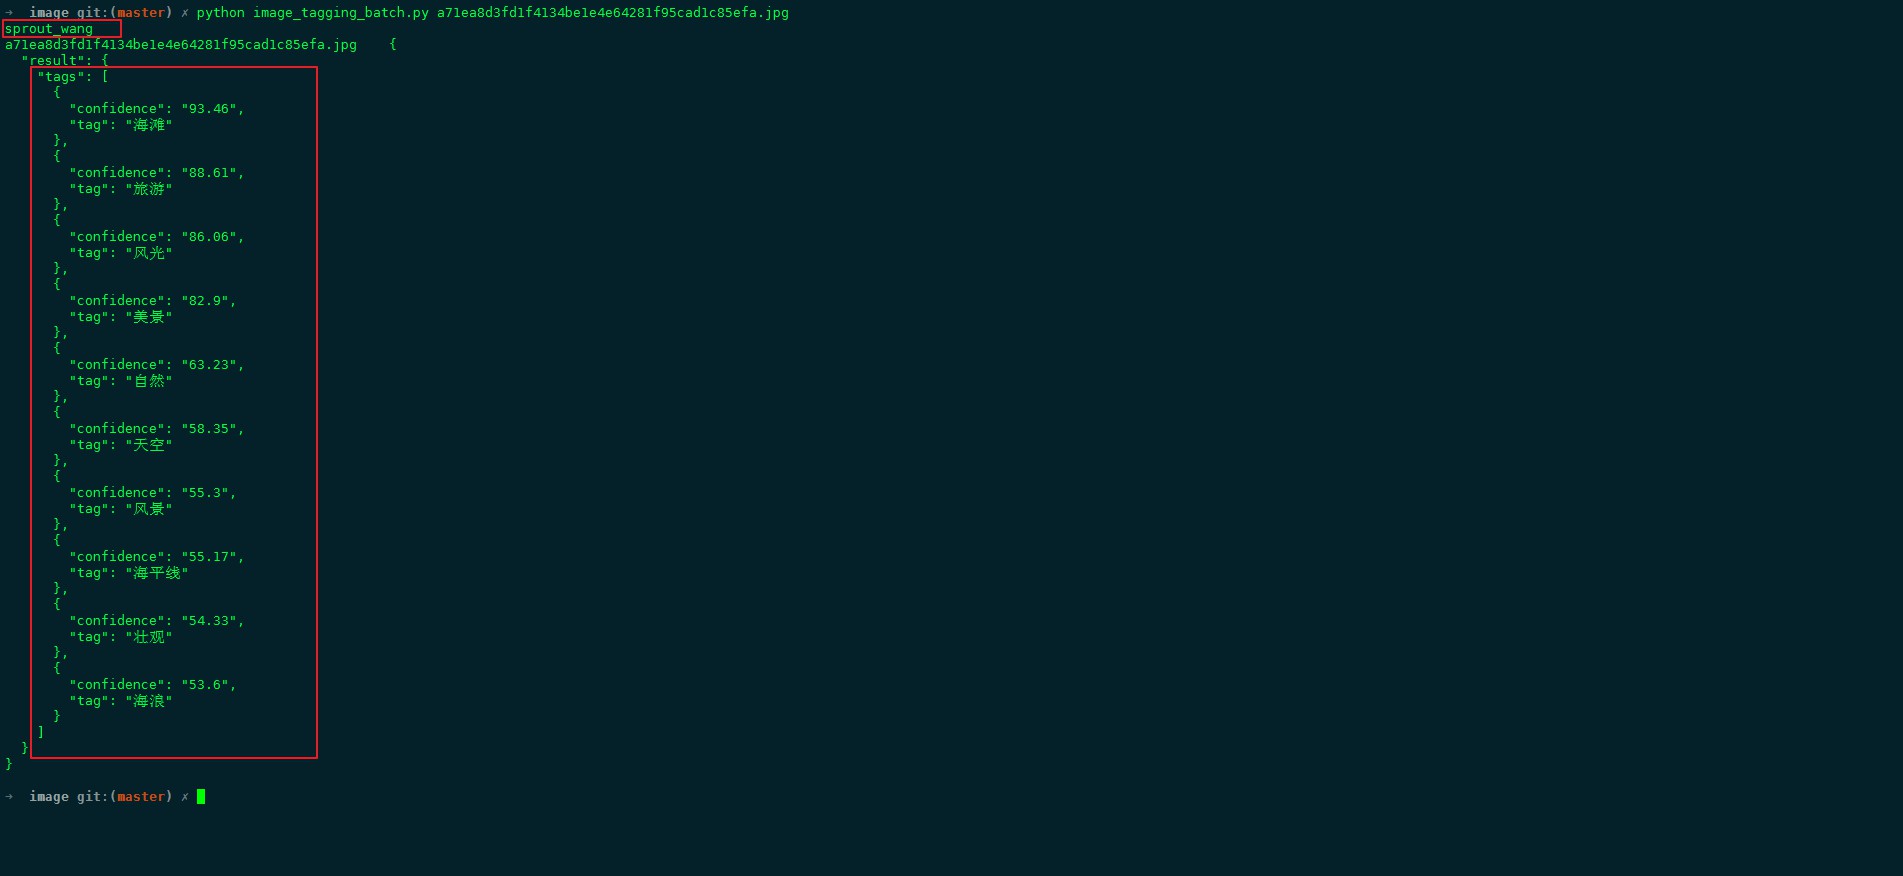 →  image git:(master) ✗ python image_tagging_batch.py a71ea8d3fd1f4134be1e4e64281f95cad1c85efa.jpg
sprout_wang
a71ea8d3fd1f4134be1e4e64281f95cad1c85efa.jpg    {
  "result": {
    "tags": [
      {
        "confidence": "93.46",
        "tag": "海滩"
      },
      {
        "confidence": "88.61",
        "tag": "旅游"
      },
      {
        "confidence": "86.06",
        "tag": "风光"
      },
      {
        "confidence": "82.9",
        "tag": "美景"
      },
      {
        "confidence": "63.23",
        "tag": "自然"
      },
      {
        "confidence": "58.35",
        "tag": "天空"
      },
      {
        "confidence": "55.3",
        "tag": "风景"
      },
      {
        "confidence": "55.17",
        "tag": "海平线"
      },
      {
        "confidence": "54.33",
        "tag": "壮观"
      },
      {
        "confidence": "53.6",
        "tag": "海浪"
      }
    ]
  }
}
→  image git:(master) ✗